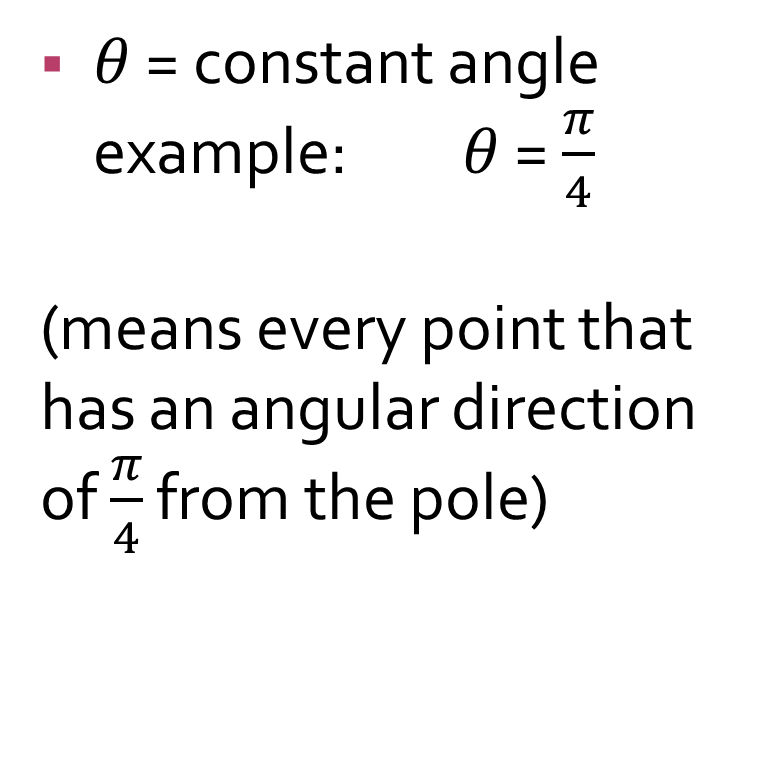 ▪ 𝜃 = constant angle
example: 𝜃 = π/4
(means every point that
has an angular direction
of π/4 from the pole)